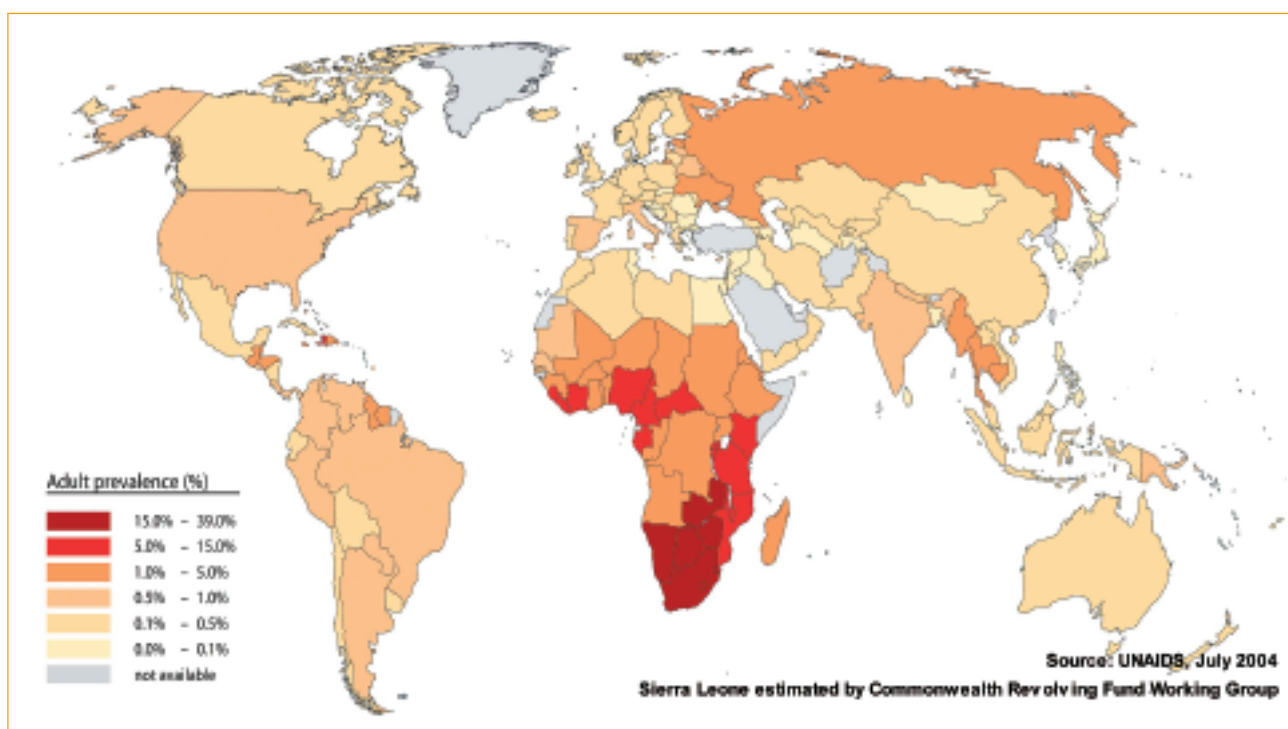 Adult prevalence (%)
15.0% – 39.0%
5.0% – 15.0%
1.0% – 5.0%
0.5% – 1.0%
0.1% – 0.5%
0.0% – 0.1%
not available
Source: UNAIDS, July 2004
Sierra Leone estimated by Commonwealth Revolving Fund Working Group